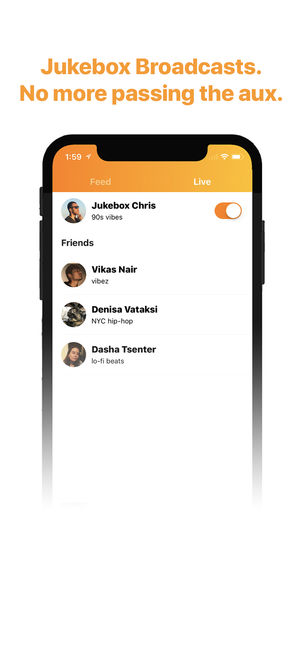 Jukebox Broadcasts.
No more passing the aux.
1:59
Feed Live
Jukebox Chris
90s vibes
Friends
Vikas Nair
vibez
Denisa Vataksi
NYC hip-hop
Dasha Tsenter
lo-fi beats